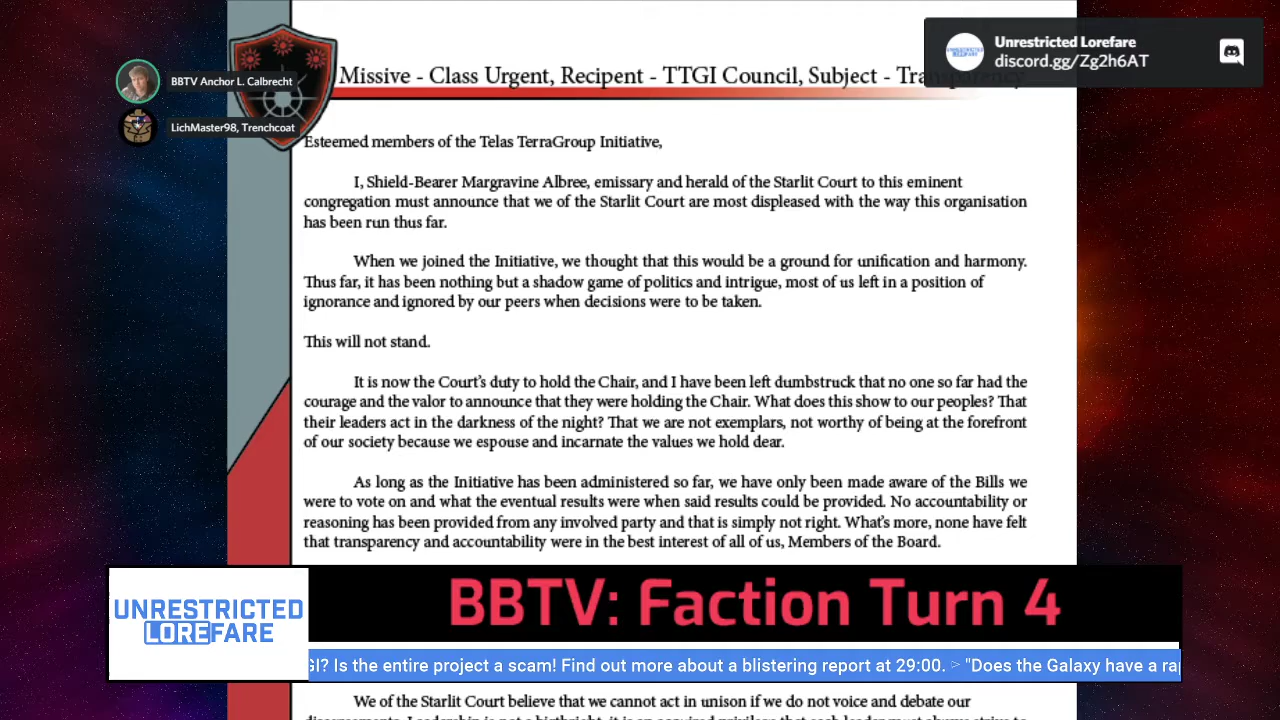 Missive - Class Urgent, Recipent - TTGI Council, Subject - Transparency
Unrestricted Lorefare
discord.gg/Zg2h6AT
BBTV Anchor L. Calbrecht
LichMaster98, Trenchcoat
Esteemed members of the Telas TerraGroup Initiative,
I, Shield-Bearer Margravine Albree, emissary and herald of the Starlit Court to this eminent
congregation must announce that we of the Starlit Court are most displeased with the way this organisation
has been run thus far.
When we joined the Initiative, we thought that this would be a ground for unification and harmony.
Thus far, it has been nothing but a shadow game of politics and intrigue, most of us left in a position of
ignorance and ignored by our peers when decisions were to be taken.
This will not stand.
It is now the Court's duty to hold the Chair, and I have been left dumbstruck that no one so far had the
courage and the valor to announce that they were holding the Chair. What does this show to our peoples? That
their leaders act in the darkness of the night? That we are not exemplars, not worthy of being at the forefront
of our society because we espouse and incarnate the values we hold dear.
As long as the Initiative has been administered so far, we have only been made aware of the Bills we
were to vote on and what the eventual results were when said results could be provided. No accountability or
reasoning has been provided from any involved party and that is simply not right. What's more, none have felt
that transparency and accountability were in the best interest of all of us, Members of the Board.
UNRESTRICTED
LOREFARE
BBTV: Faction Turn 4
GI? Is the entire project a scam! Find out more about a blistering report at 29:00. > "Does the Galaxy have a rap
We of the Starlit Court believe that we cannot act in unison if we do not voice and debate our